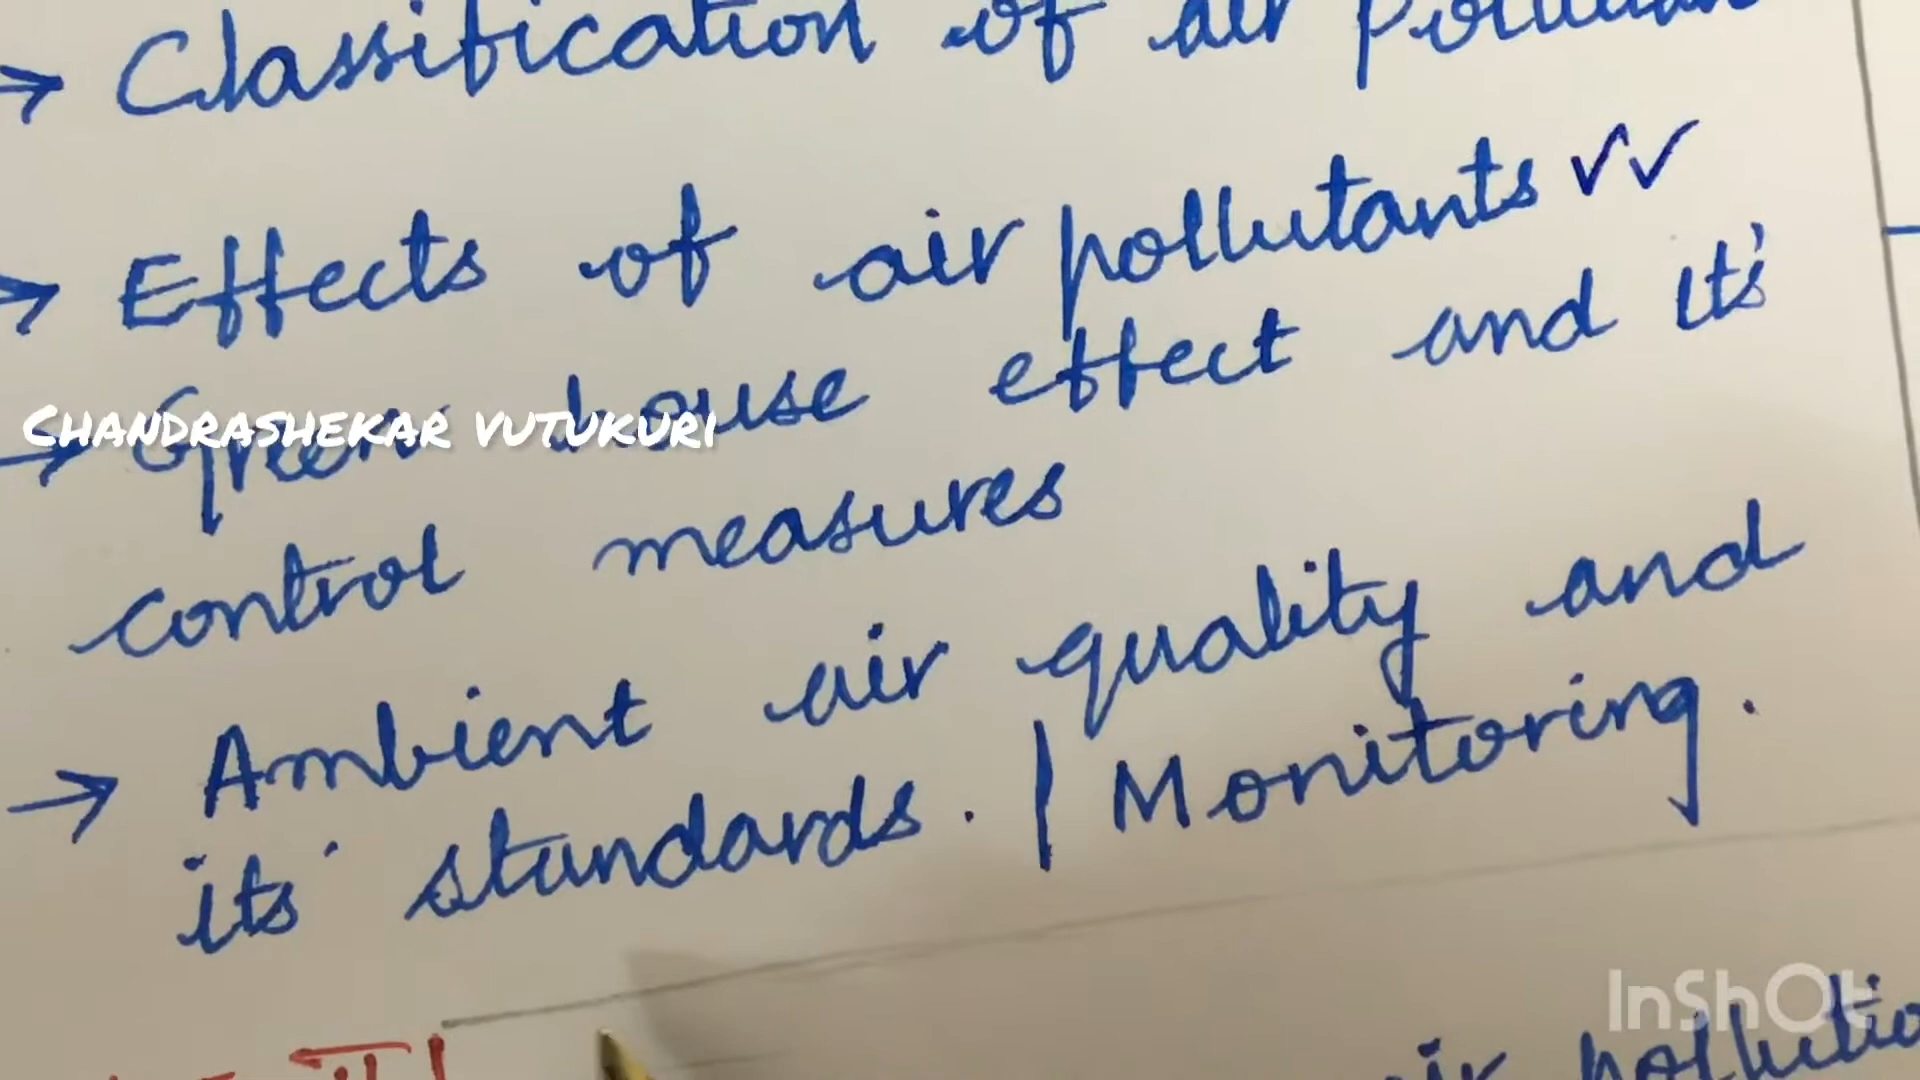 → Classification of air
→ Effects of air pollutants ✓✓
→ Green house effect and its'
control measures
→ Ambient air quality and
its' standards. | Monitoring.
CHANDRASHEKAR VUTUKURI
InShOt